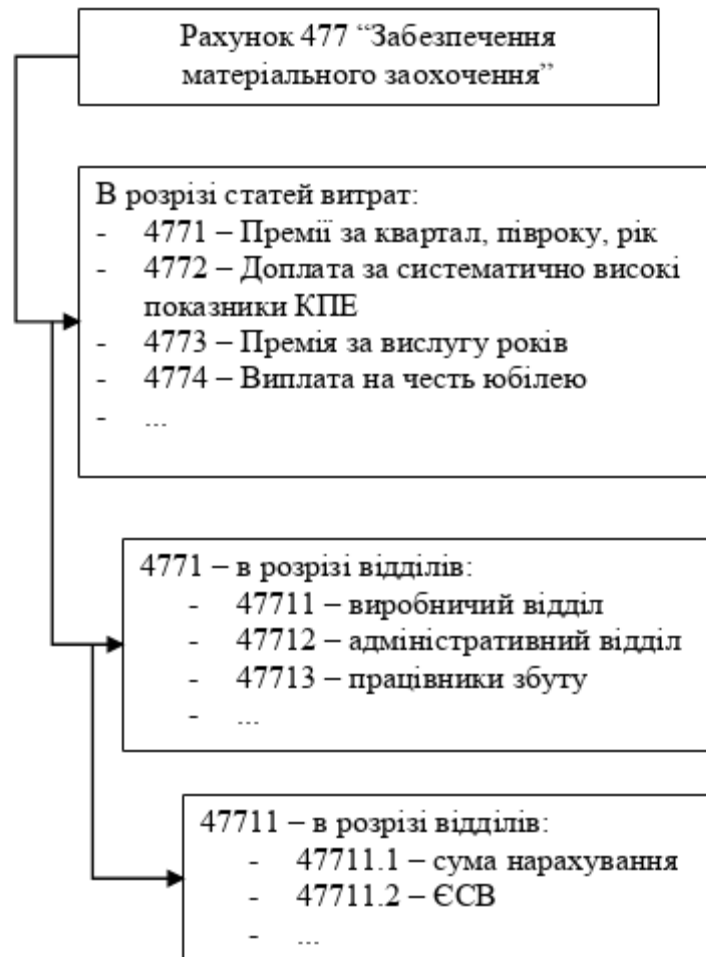 Рахунок 477 “Забезпечення
матеріального заохочення”
В розрізі статей витрат:
- 4771 – Премії за квартал, півроку, рік
- 4772 – Доплата за систематично високі
показники КПЕ
- 4773 – Премія за вислугу років
- 4774 – Виплата на честь ювілею
- ...
4771 – в розрізі відділів:
- 47711 – виробничий відділ
- 47712 – адміністративний відділ
- 47713 – працівники збуту
- ...
47711 – в розрізі відділів:
- 47711.1 – сума нарахування
- 47711.2 – ЄСВ
- ...